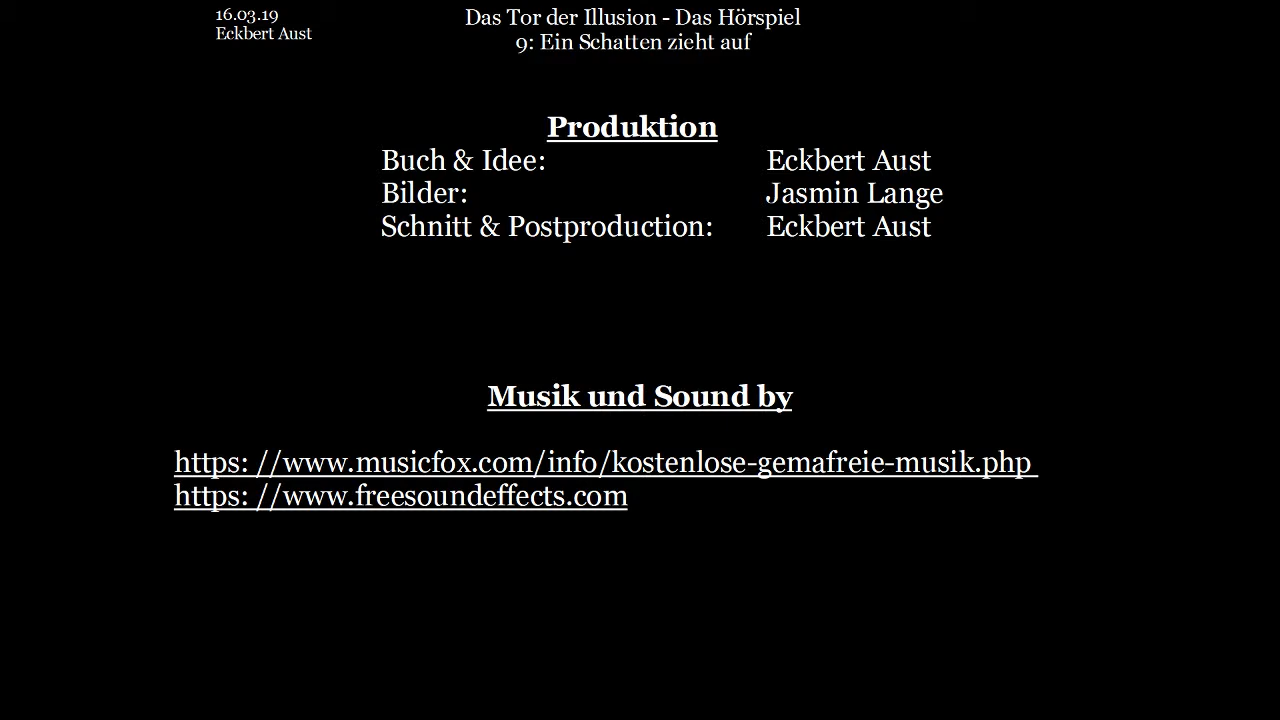 16.03.19
Eckbert Aust
Das Tor der Illusion - Das Hörspiel
9: Ein Schatten zieht auf
Produktion
Buch & Idee: Eckbert Aust
Bilder: Jasmin Lange
Schnitt & Postproduction: Eckbert Aust
Musik und Sound by
https: //www.musicfox.com/info/kostenlose-gemafreie-musik.php
https: //www.freesoundeffects.com